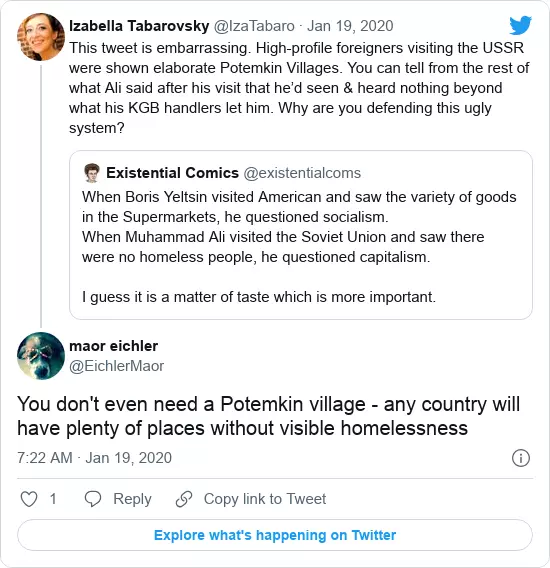 Izabella Tabarovsky @IzaTabaro · Jan 19, 2020
This tweet is embarrassing. High-profile foreigners visiting the USSR
were shown elaborate Potemkin Villages. You can tell from the rest of
what Ali said after his visit that he'd seen & heard nothing beyond
what his KGB handlers let him. Why are you defending this ugly
system?
Existential Comics @existentialcoms
When Boris Yeltsin visited American and saw the variety of goods
in the Supermarkets, he questioned socialism.
When Muhammad Ali visited the Soviet Union and saw there
were no homeless people, he questioned capitalism.
I guess it is a matter of taste which is more important.
maor eichler
@EichlerMaor
You don't even need a Potemkin village - any country will
have plenty of places without visible homelessness
7:22 AM · Jan 19, 2020
1 Reply Copy link to Tweet
Explore what's happening on Twitter